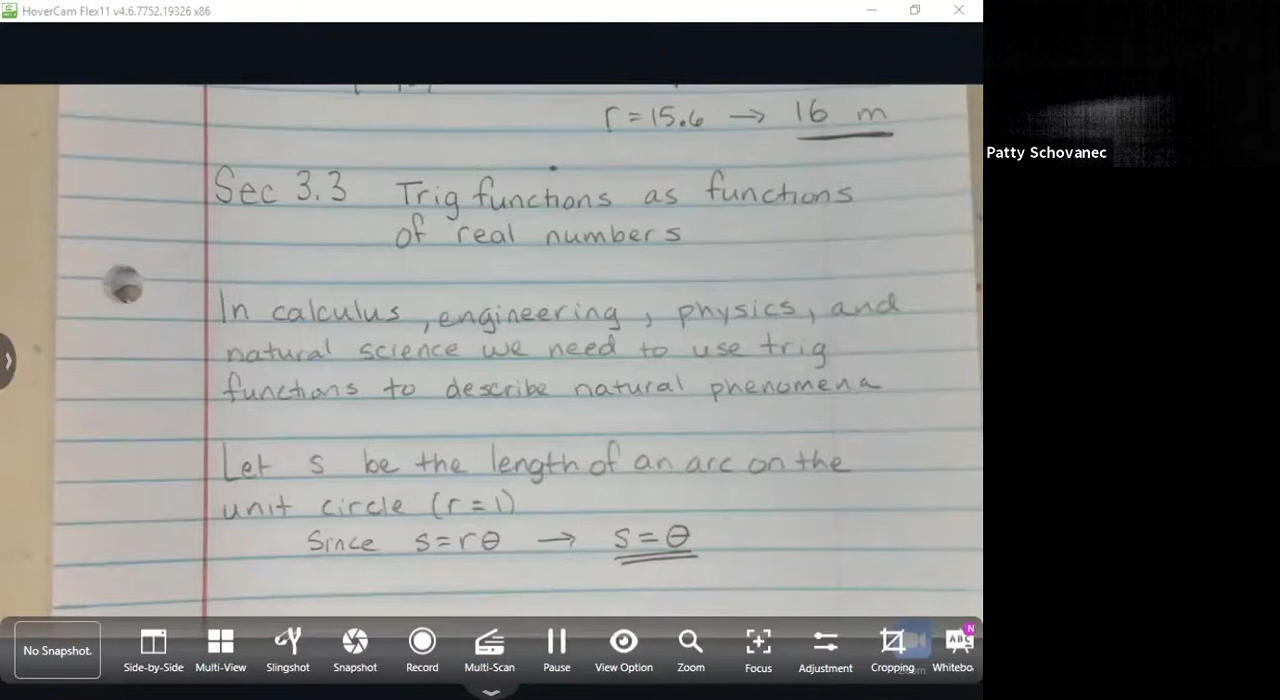 HoverCam Flex11 v4.6.7752.19326 x86
r = 15.6 → 16 m
Patty Schovanec
Sec 3.3 Trig functions as functions
of real numbers
In calculus, engineering, physics, and
natural science we need to use trig
functions to describe natural phenomena
Let s be the length of an arc on the
unit circle (r = 1)
Since s = rθ → s = θ
No Snapshot.
Side-by-Side Multi-View Slingshot Snapshot Record Multi-Scan Pause View Option Zoom Focus Adjustment Cropping Whitebo
ABC
N